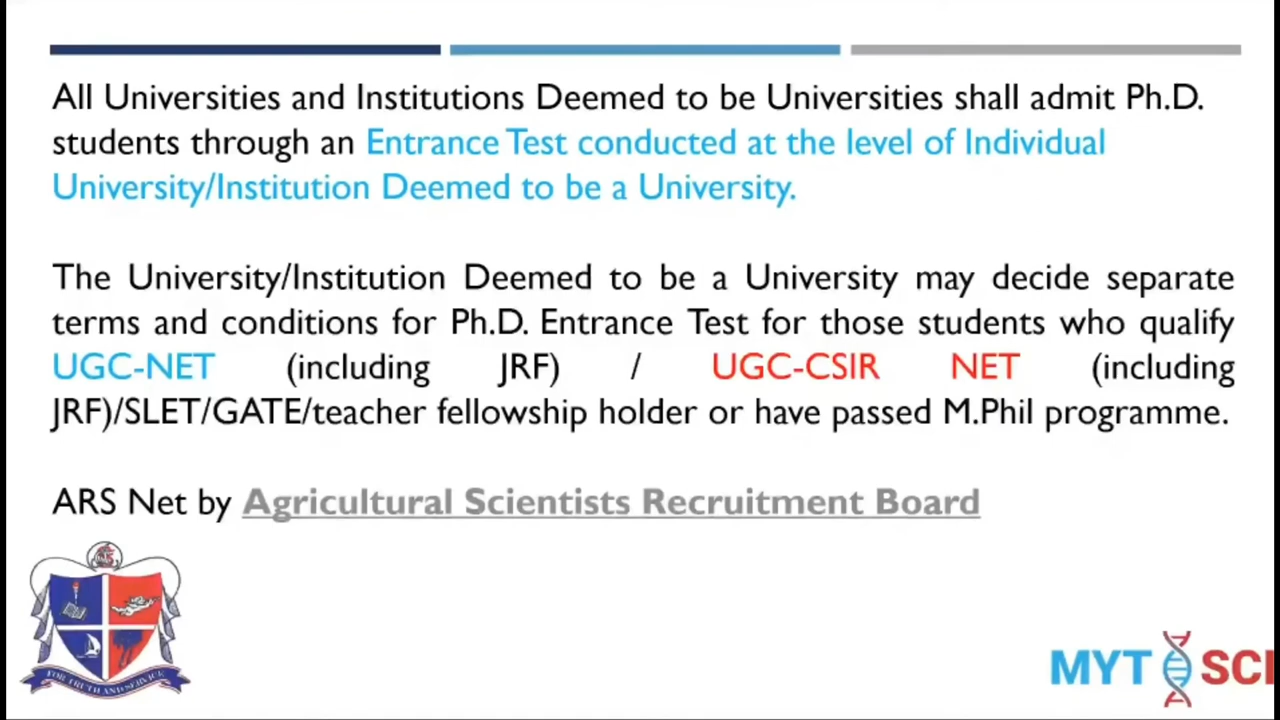 All Universities and Institutions Deemed to be Universities shall admit Ph.D.
students through an Entrance Test conducted at the level of Individual
University/Institution Deemed to be a University.
The University/Institution Deemed to be a University may decide separate
terms and conditions for Ph.D. Entrance Test for those students who qualify
UGC-NET (including JRF) / UGC-CSIR NET (including
JRF)/SLET/GATE/teacher fellowship holder or have passed M.Phil programme.
ARS Net by Agricultural Scientists Recruitment Board
FOR TRUTH AND SERVICE
MYT SCI